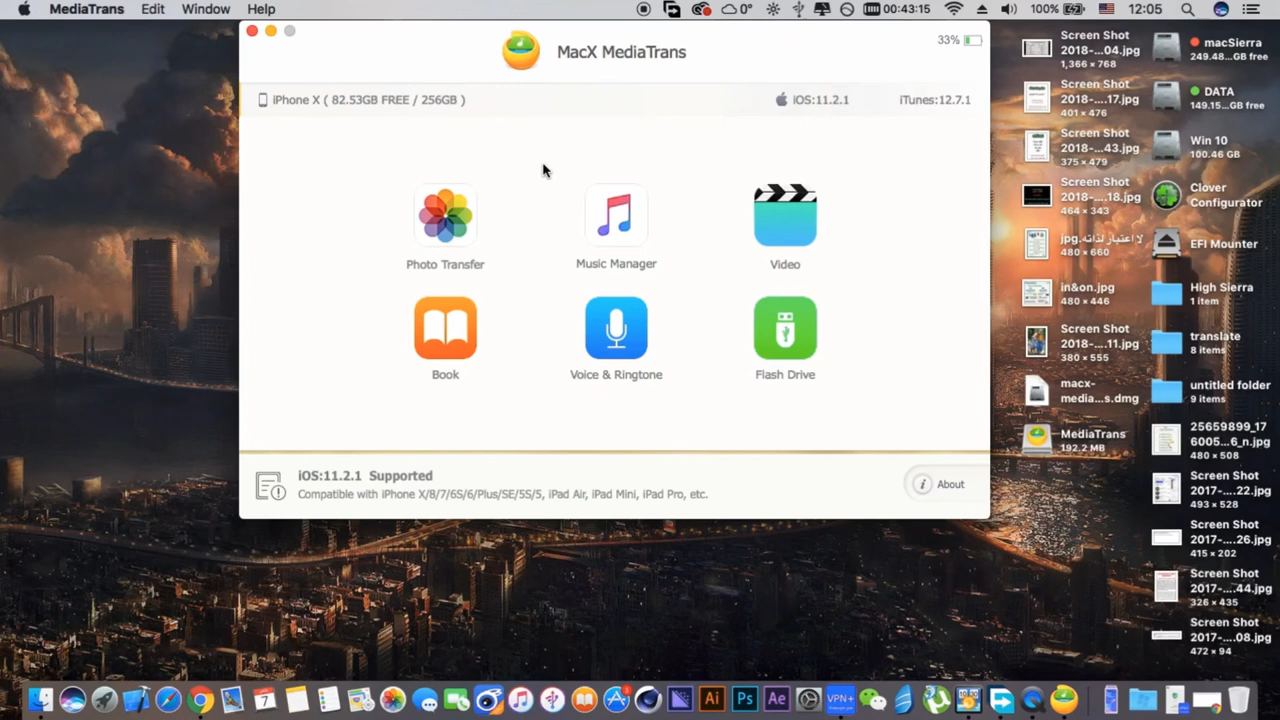 MediaTrans Edit Window Help
0° 00:43:15 100% 12:05
MacX MediaTrans
33%
iPhone X ( 82.53GB FREE / 256GB )
iOS:11.2.1
iTunes:12.7.1
Photo Transfer
Music Manager
Video
Book
Voice & Ringtone
Flash Drive
iOS:11.2.1 Supported
Compatible with iPhone X/8/7/6S/6/Plus/SE/5S/5, iPad Air, iPad Mini, iPad Pro, etc.
About
Screen Shot
2018-...04.jpg
1,366 × 768
Screen Shot
2018-....17.jpg
401 × 476
Screen Shot
2018-...43.jpg
375 × 479
Screen Shot
2018-....18.jpg
464 × 343
لا اعتبار لذاته.jpg
480 × 660
in&on.jpg
480 × 446
Screen Shot
2018-....11.jpg
380 × 555
macx-
media...s.dmg
MediaTrans
192.2 MB
macSierra
249.48...GB free
DATA
149.15...GB free
Win 10
100.46 GB
Clover
Configurator
EFI Mounter
High Sierra
1 item
translate
8 items
untitled folder
9 items
25659899_17
6005...6_n.jpg
480 × 508
Screen Shot
2017-....22.jpg
493 × 528
Screen Shot
2017-...26.jpg
415 × 202
Screen Shot
2017-...44.jpg
326 × 435
Screen Shot
2017-...08.jpg
472 × 94
7
Ai
Ps
Ae
VPN+